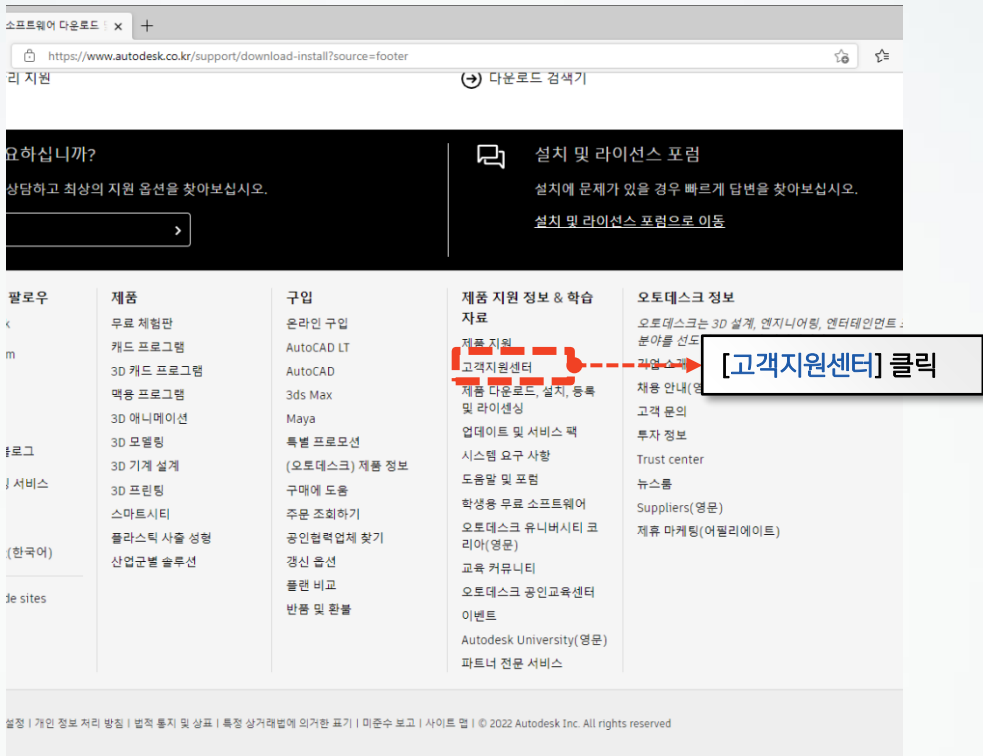 소프트웨어 다운로드
https://www.autodesk.co.kr/support/download-install?source=footer
리 지원
다운로드 검색기
요하십니까?
상담하고 최상의 지원 옵션을 찾아보십시오.
설치 및 라이선스 포럼
설치에 문제가 있을 경우 빠르게 답변을 찾아보십시오.
설치 및 라이선스 포럼으로 이동
팔로우
m
블로그
서비스
(한국어)
de sites
제품
무료 체험판
캐드 프로그램
3D 캐드 프로그램
맥용 프로그램
3D 애니메이션
3D 모델링
3D 기계 설계
3D 프린팅
스마트시티
플라스틱 사출 성형
산업군별 솔루션
구입
온라인 구입
AutoCAD LT
AutoCAD
3ds Max
Maya
특별 프로모션
(오토데스크) 제품 정보
구매에 도움
주문 조회하기
공인협력업체 찾기
갱신 옵션
플랜 비교
반품 및 환불
제품 지원 정보 & 학습
자료
제품 지원
고객지원센터
제품 다운로드, 설치, 등록
및 라이센싱
업데이트 및 서비스 팩
시스템 요구 사항
도움말 및 포럼
학생용 무료 소프트웨어
오토데스크 유니버시티 코
리아(영문)
교육 커뮤니티
오토데스크 공인교육센터
이벤트
Autodesk University(영문)
파트너 전문 서비스
오토데스크 정보
오토데스크는 3D 설계, 엔지니어링, 엔터테인먼트
분야를 선도
기업 소개
채용 안내(영
고객 문의
투자 정보
Trust center
뉴스룸
Suppliers(영문)
제휴 마케팅(어필리에이트)
[고객지원센터] 클릭
설정 | 개인 정보 처리 방침 | 법적 통지 및 상표 | 특정 상거래법에 의거한 표기 | 미준수 보고 | 사이트 맵 | © 2022 Autodesk Inc. All rights reserved